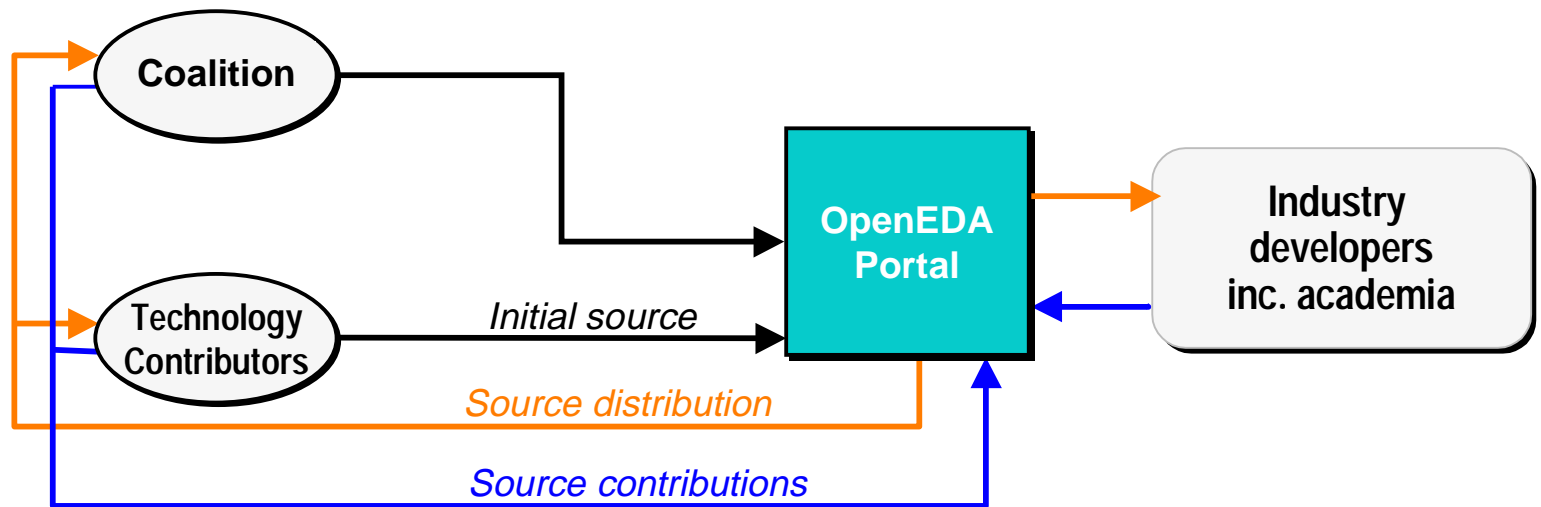 Coalition
OpenEDA
Portal
Industry
developers
inc. academia
Technology
Contributors
Initial source
Source distribution
Source contributions